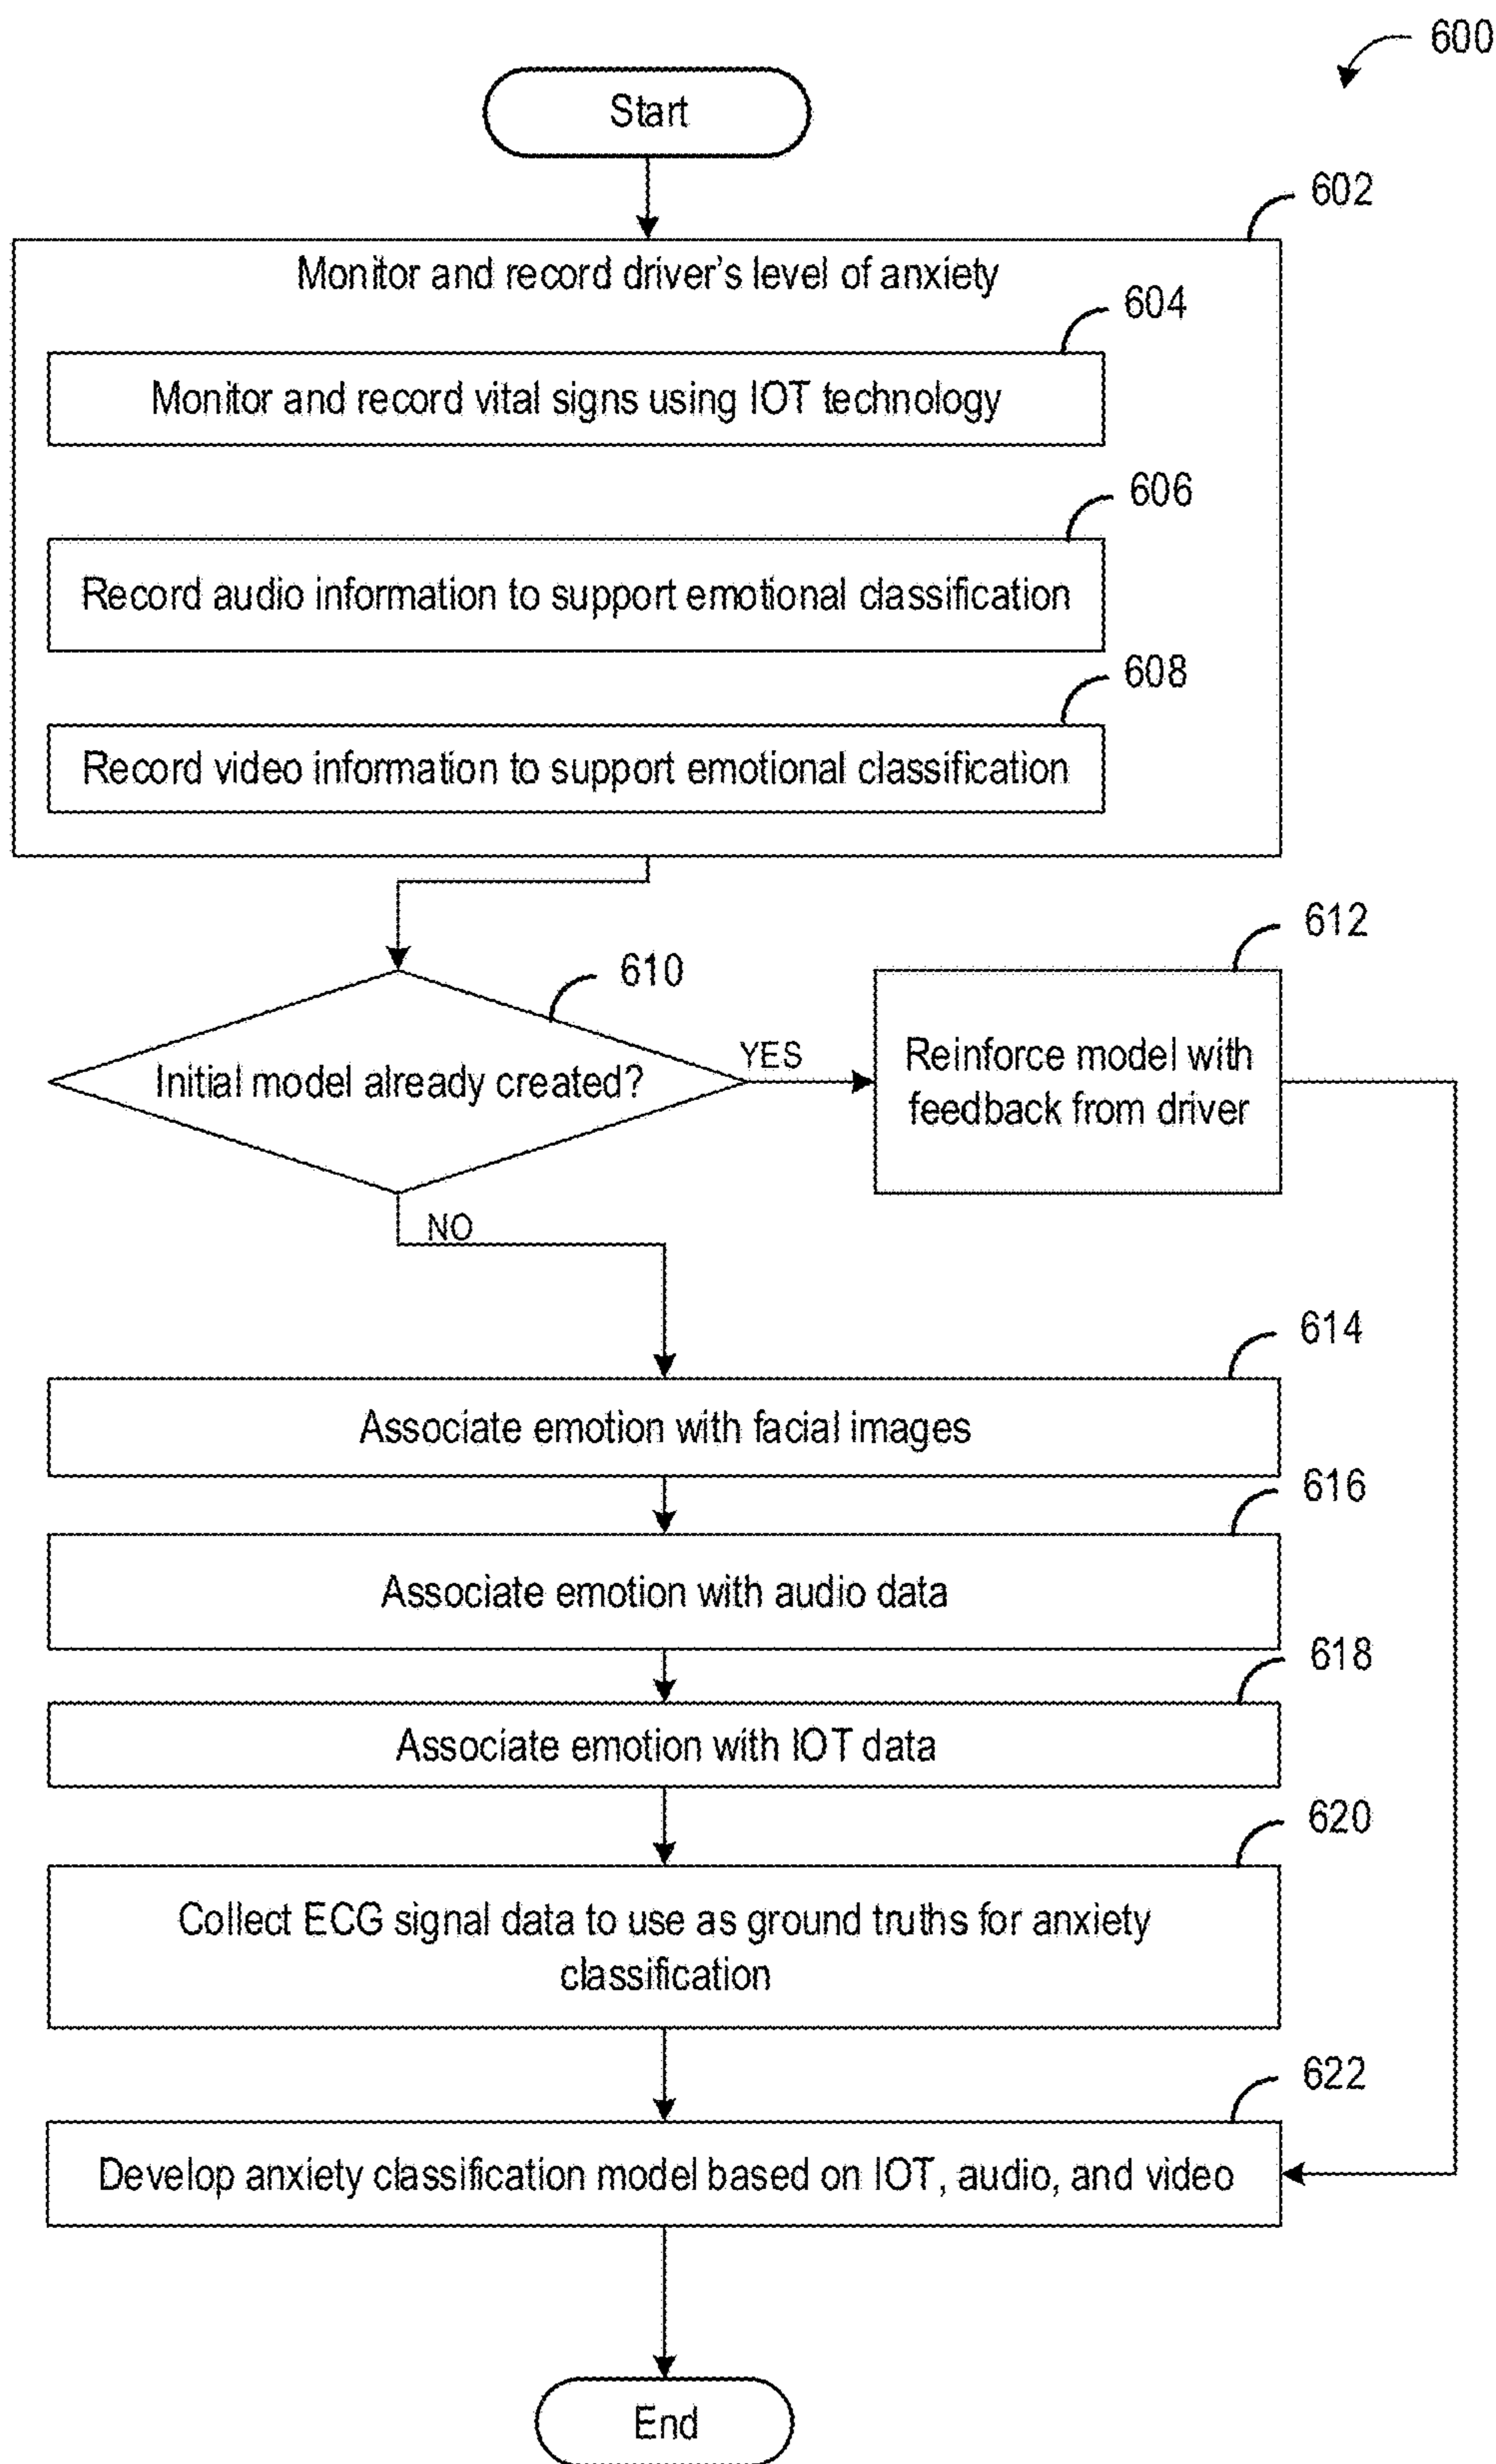 600
Start
602
Monitor and record driver's level of anxiety
604
Monitor and record vital signs using IOT technology
606
Record audio information to support emotional classification
608
Record video information to support emotional classification
610
Initial model already created?
YES
612
Reinforce model with
feedback from driver
NO
614
Associate emotion with facial images
616
Associate emotion with audio data
618
Associate emotion with IOT data
620
Collect ECG signal data to use as ground truths for anxiety
classification
622
Develop anxiety classification model based on IOT, audio, and video
End